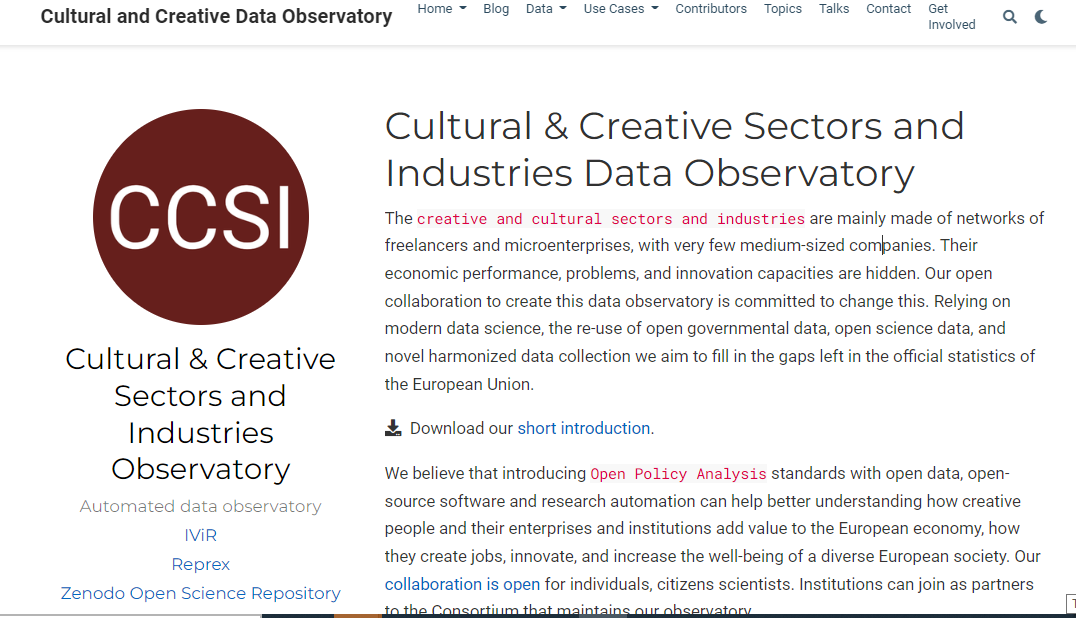 Cultural and Creative Data Observatory
Home Blog Data Use Cases Contributors Topics Talks Contact Get
Involved
CCSI
Cultural & Creative
Sectors and
Industries
Observatory
Automated data observatory
IViR
Reprex
Zenodo Open Science Repository
Cultural & Creative Sectors and
Industries Data Observatory
The creative and cultural sectors and industries are mainly made of networks of
freelancers and microenterprises, with very few medium-sized companies. Their
economic performance, problems, and innovation capacities are hidden. Our open
collaboration to create this data observatory is committed to change this. Relying on
modern data science, the re-use of open governmental data, open science data, and
novel harmonized data collection we aim to fill in the gaps left in the official statistics of
the European Union.
Download our short introduction.
We believe that introducing Open Policy Analysis standards with open data, open-
source software and research automation can help better understanding how creative
people and their enterprises and institutions add value to the European economy, how
they create jobs, innovate, and increase the well-being of a diverse European society. Our
collaboration is open for individuals, citizens scientists. Institutions can join as partners
to the Consortium that maintains our observatory.